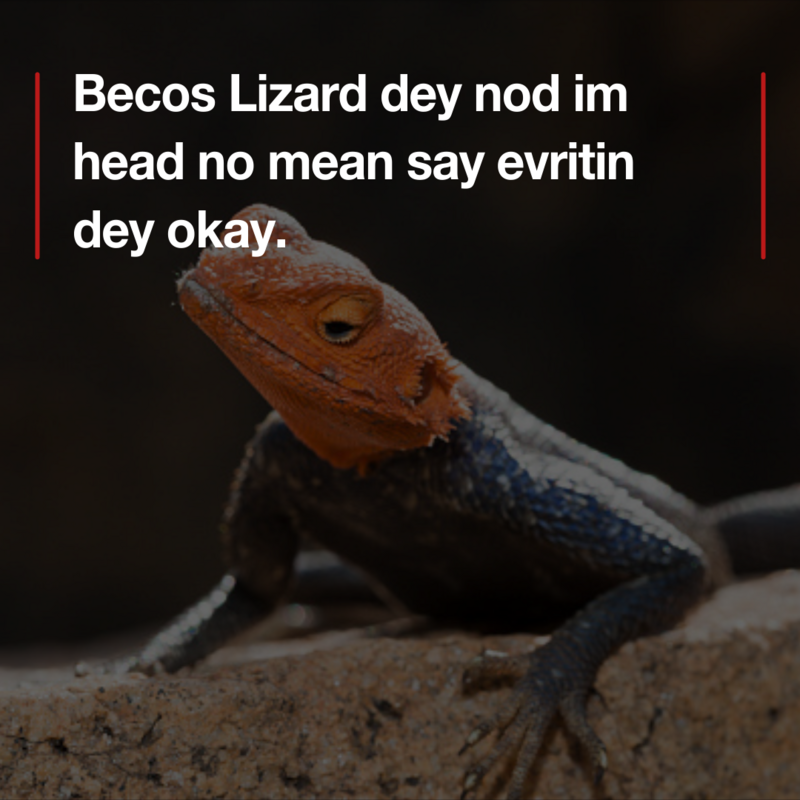 Becos Lizard dey nod im
head no mean say evritin
dey okay.